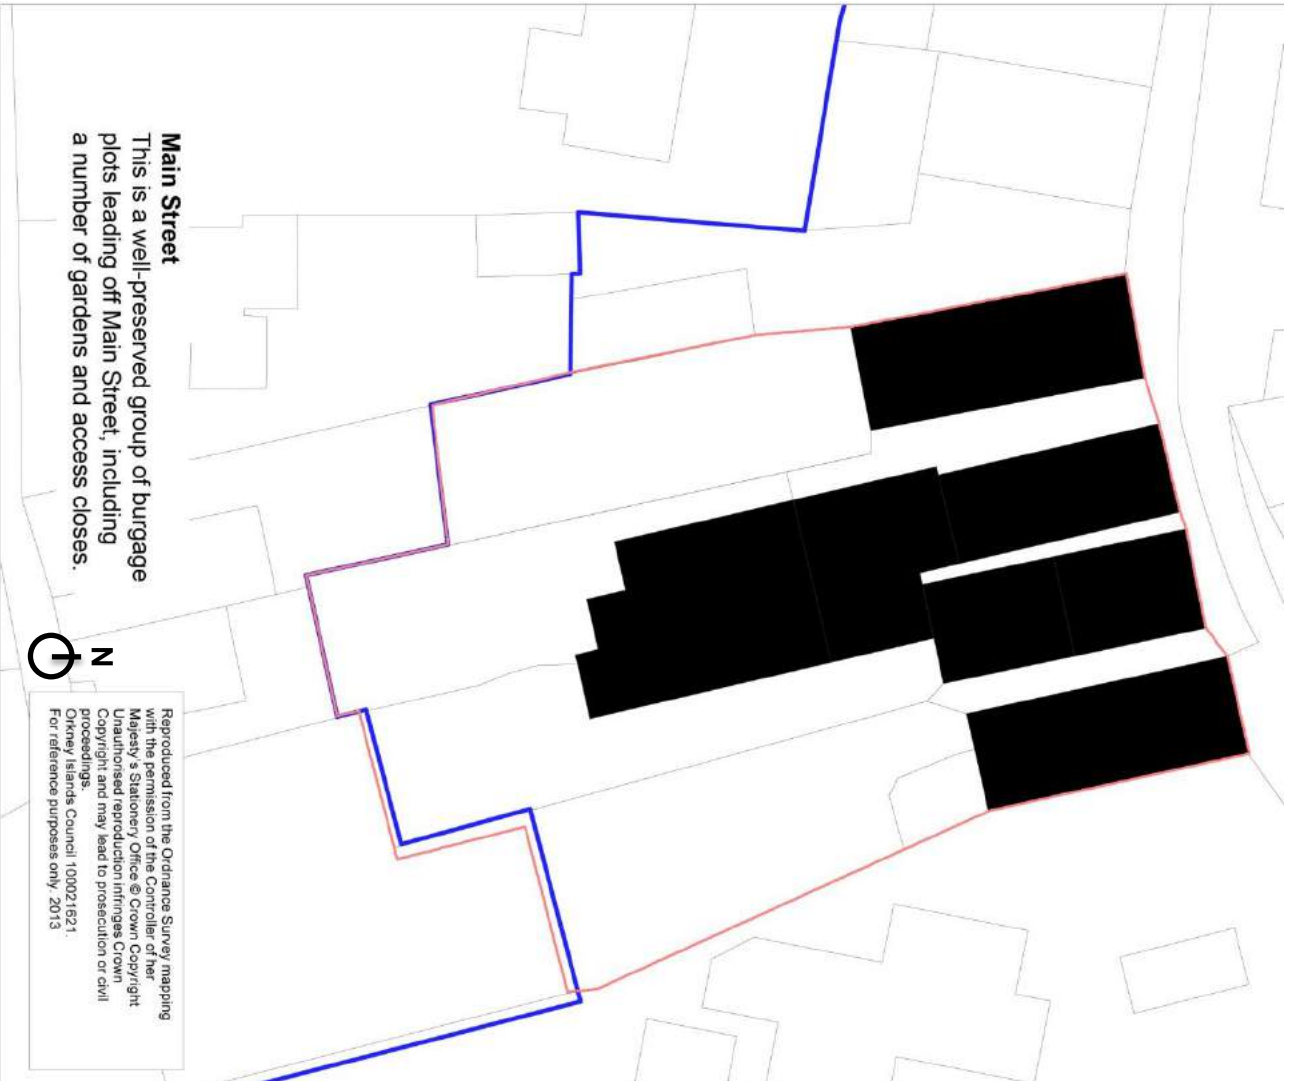 Main Street
This is a well-preserved group of burgage
plots leading off Main Street, including
a number of gardens and access closes.
N
Reproduced from the Ordnance Survey mapping
with the permission of the Controller of her
Majesty's Stationery Office © Crown Copyright
Unauthorised reproduction infringes Crown
Copyright and may lead to prosecution or civil
proceedings.
Orkney Islands Council 100021621.
For reference purposes only. 2013